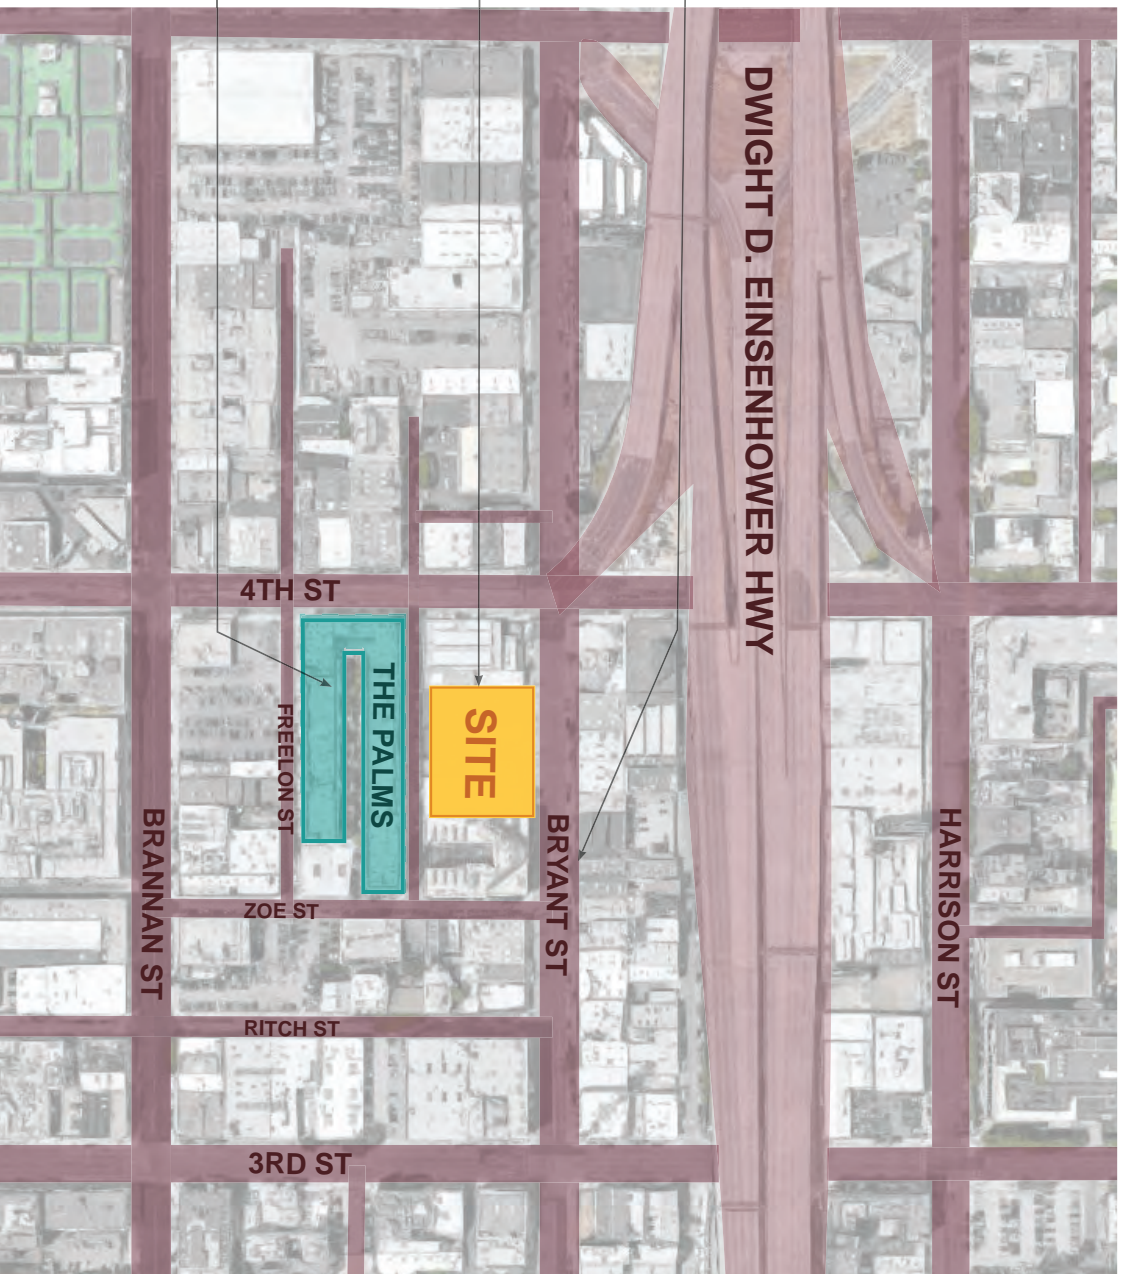 DWIGHT D. EINSENHOWER HWY
4TH ST
THE PALMS
SITE
FREELON ST
BRANNAN ST
BRYANT ST
HARRISON ST
ZOE ST
RITCH ST
3RD ST